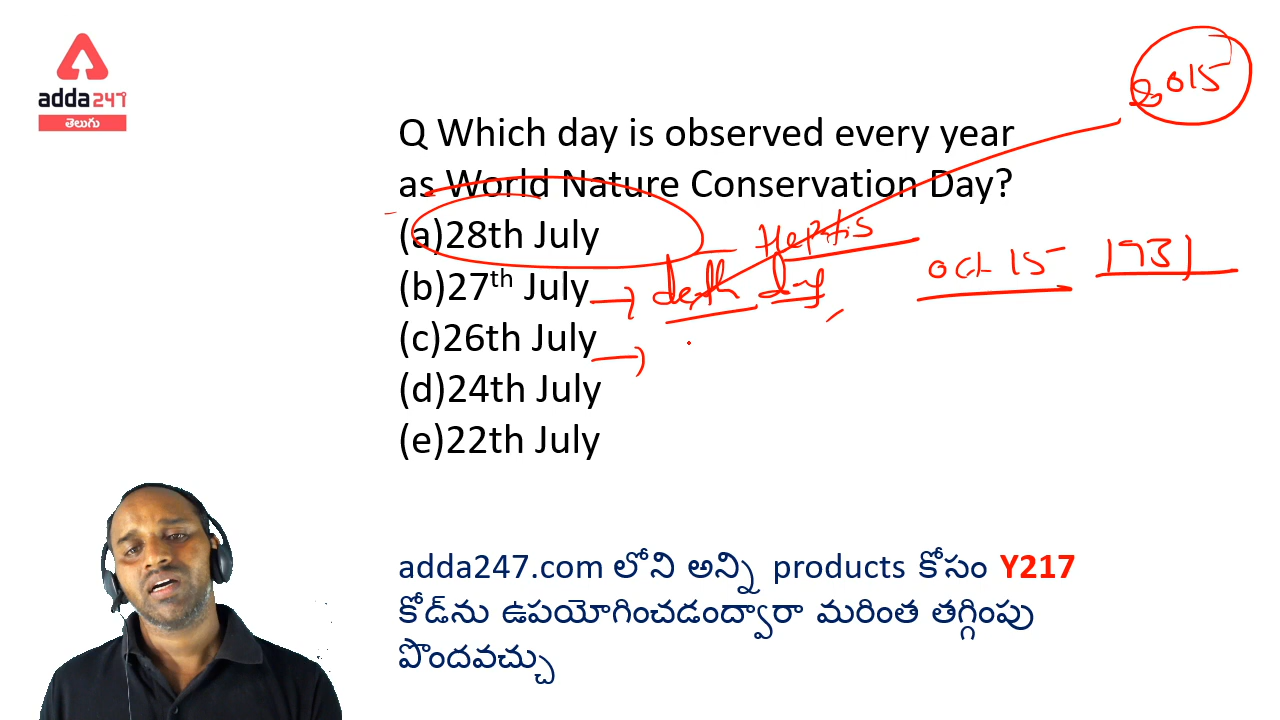 adda247
తెలుగు
2015
Q Which day is observed every year
as World Nature Conservation Day?
(a)28th July
(b)27th July → death day
oct 15 1931
(c)26th July →
(d)24th July
(e)22th July
adda247.com లోని అన్ని products కోసం Y217
కోడ్‌ను ఉపయోగించడంద్వారా మరింత తగ్గింపు
పొందవచ్చు